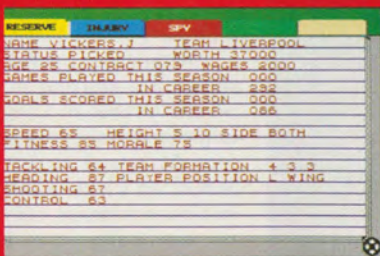 RESERVE INJURY SPY
NAME VICKERS.J TEAM LIVERPOOL
STATUS PICKED WORTH 37000
AGE 25 CONTRACT 079 WAGES 2000
GAMES PLAYED THIS SEASON 000
IN CAREER 292
GOALS SCORED THIS SEASON 000
IN CAREER 086
SPEED 65 HEIGHT 5 10 SIDE BOTH
FITNESS 85 MORALE 75
TACKLING 64 TEAM FORMATION 4 3 3
HEADING 87 PLAYER POSITION L WING
SHOOTING 67
CONTROL 63